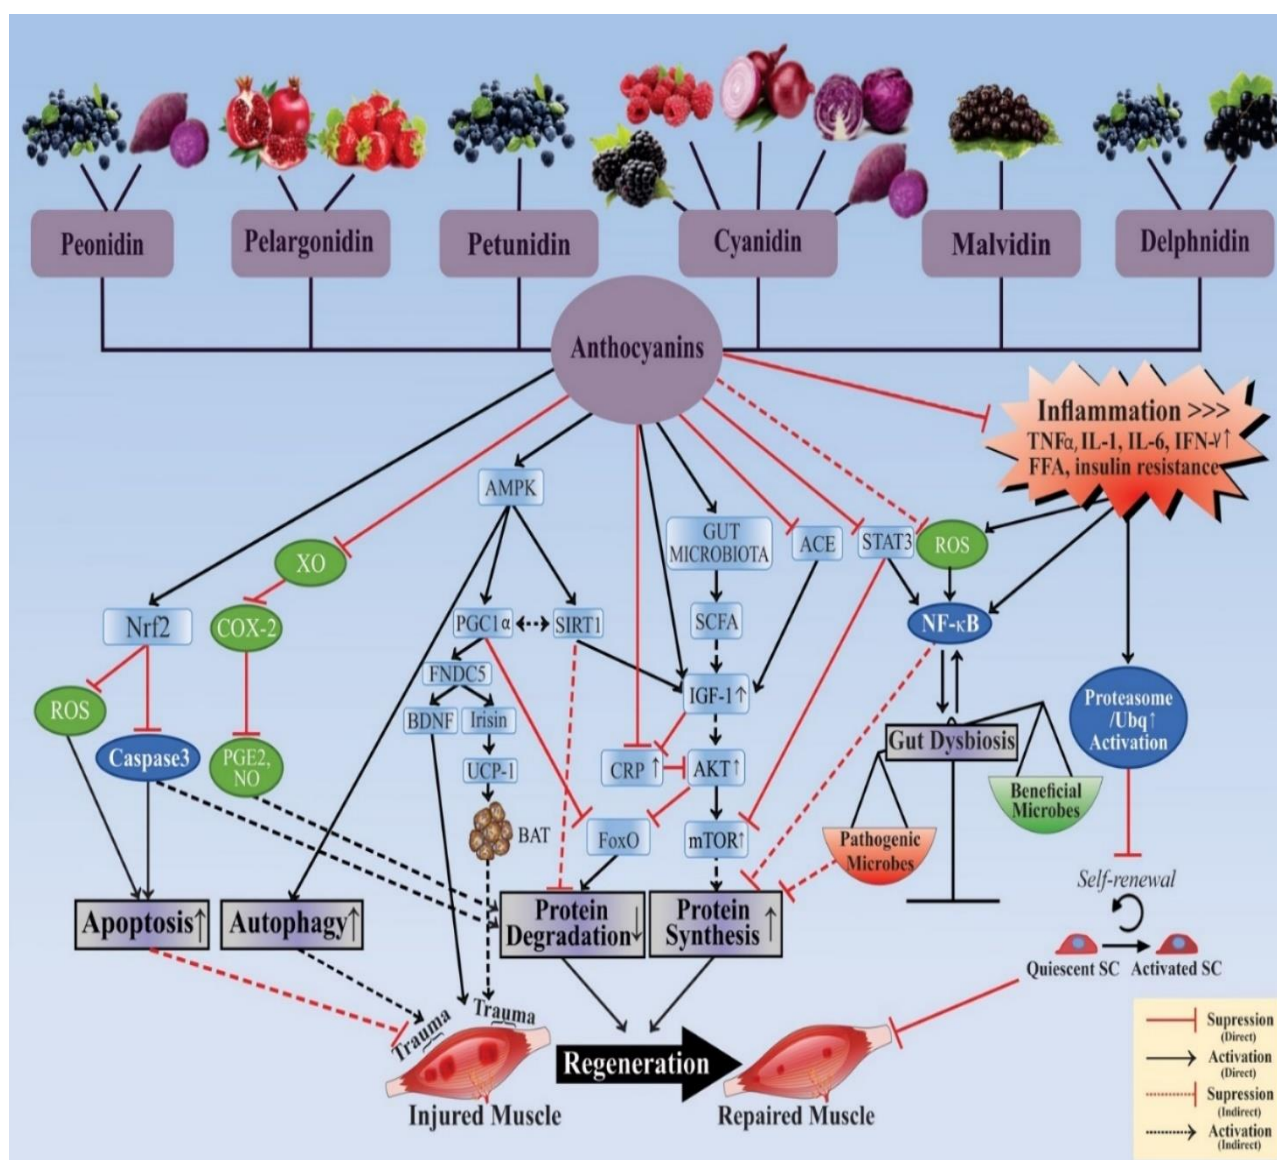 Peonidin
Pelargonidin
Petunidin
Cyanidin
Malvidin
Delphnidin
Anthocyanins
Inflammation >>>
TNFα, IL-1, IL-6, IFN-γ↑
FFA, insulin resistance
AMPK
GUT
MICROBIOTA
ACE
STAT3
ROS
XO
Nrf2
COX-2
PGC1α
SIRT1
SCFA
NF-κB
FNDC5
IGF-1↑
ROS
BDNF
Irisin
Caspase3
PGE2,
NO
UCP-1
CRP ↑
AKT↑
Gut Dysbiosis
Proteasome
/Ubq↑
Activation
Beneficial
Microbes
BAT
FoxO
mTOR↑
Pathogenic
Microbes
Self-renewal
Apoptosis↑
Autophagy↑
Protein
Degradation↓
Protein
Synthesis ↑
Quiescent SC
Activated SC
Trauma
Trauma
Regeneration
Injured Muscle
Repaired Muscle
Supression
(Direct)
Activation
(Direct)
Supression
(Indirect)
Activation
(Indirect)